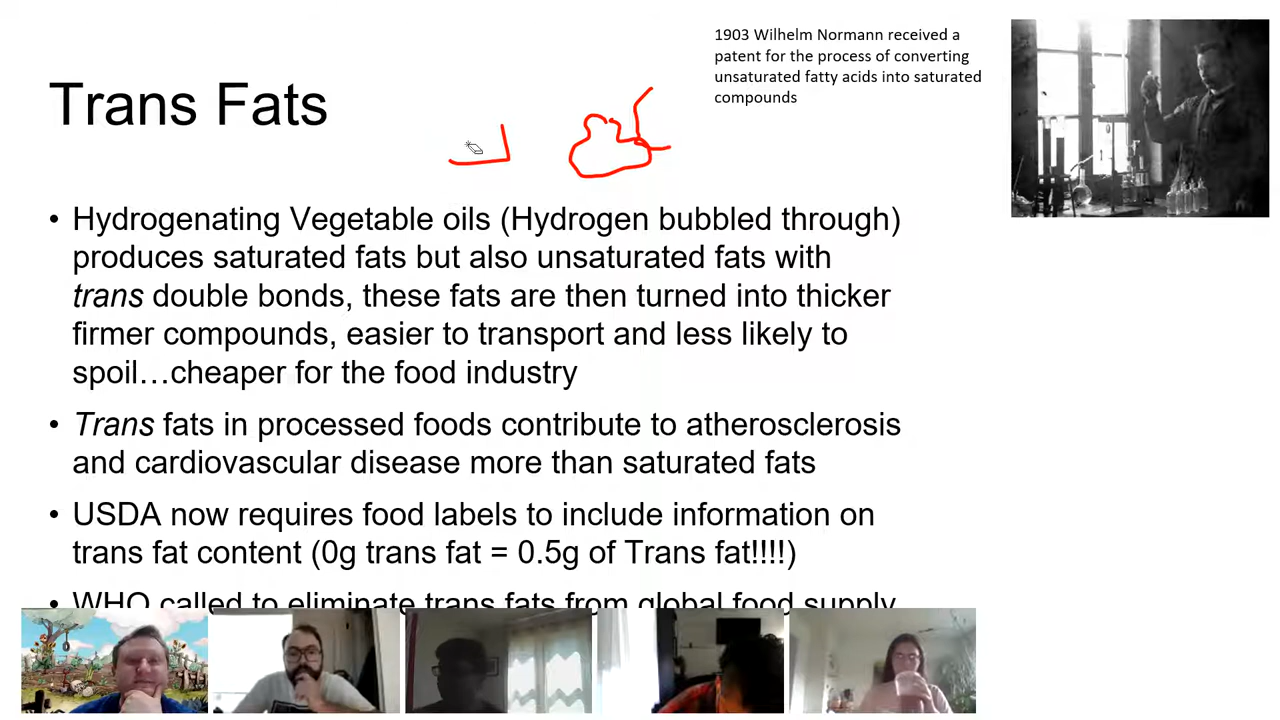 1903 Wilhelm Normann received a
patent for the process of converting
unsaturated fatty acids into saturated
compounds
Trans Fats
• Hydrogenating Vegetable oils (Hydrogen bubbled through)
produces saturated fats but also unsaturated fats with
trans double bonds, these fats are then turned into thicker
firmer compounds, easier to transport and less likely to
spoil…cheaper for the food industry
• Trans fats in processed foods contribute to atherosclerosis
and cardiovascular disease more than saturated fats
• USDA now requires food labels to include information on
trans fat content (0g trans fat = 0.5g of Trans fat!!!!)
• WHO called to eliminate trans fats from global food supply